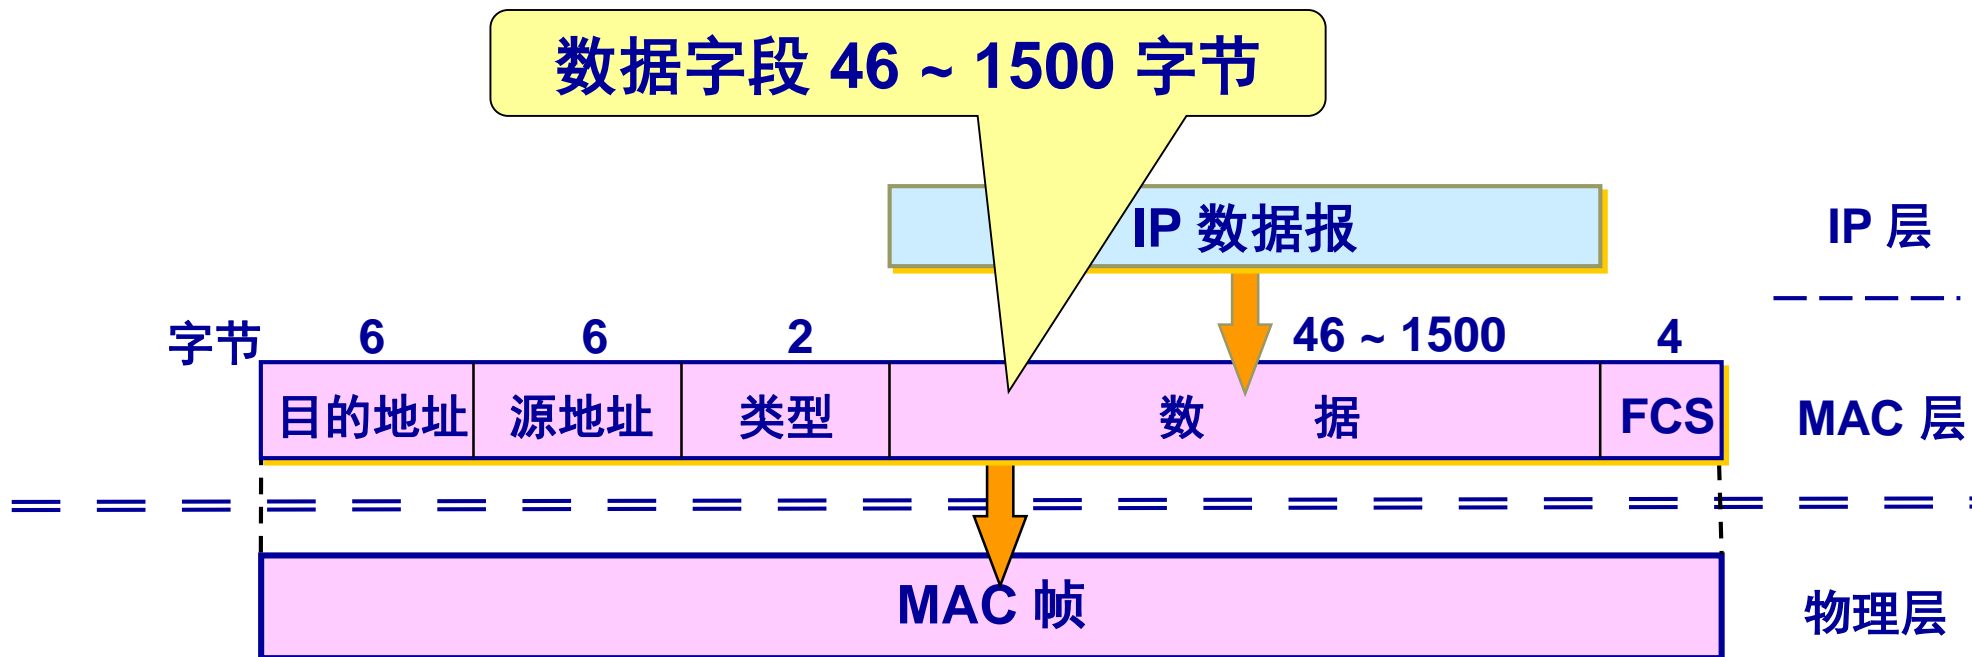 数据字段 46 ~ 1500 字节
IP 数据报
IP 层
字节 6 6 2 46 ~ 1500 4
目的地址 源地址 类型 数 据 FCS
MAC 层
MAC 帧
物理层